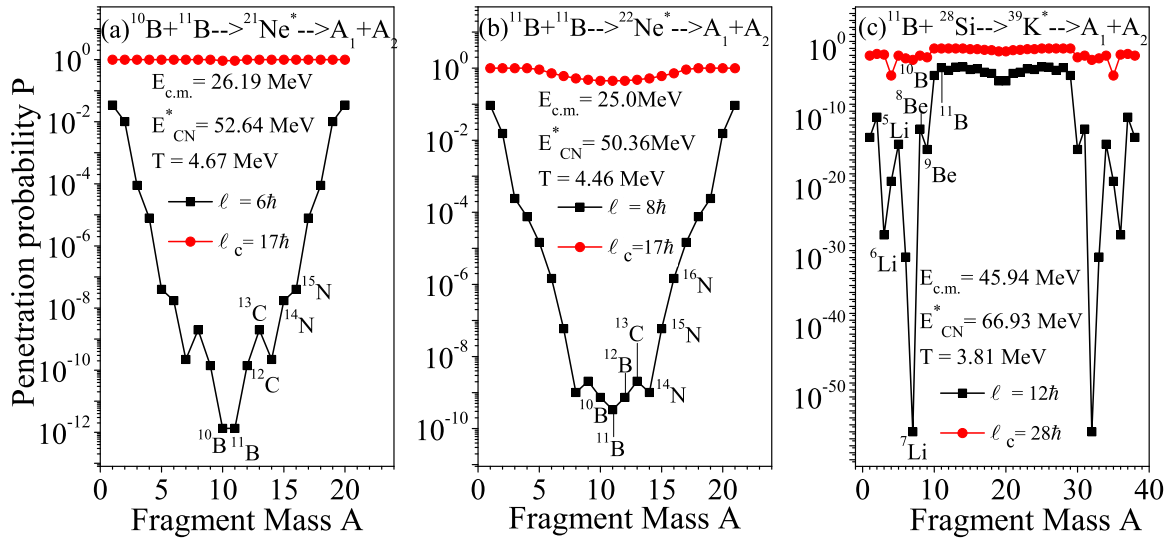 (a) ¹⁰B+¹¹B-->²¹Ne*-->A₁+A₂
(b) ¹¹B+¹¹B-->²²Ne*-->A₁+A₂
(c) ¹¹B+²⁸Si-->³⁹K*-->A₁+A₂
Penetration probability P
10²
10⁰
10⁻²
10⁻⁴
10⁻⁶
10⁻⁸
10⁻¹⁰
10⁻¹²
E_c.m. = 26.19 MeV
E*_CN = 52.64 MeV
T = 4.67 MeV
ℓ = 6ħ
ℓ_c = 17ħ
¹⁵N
¹³C
¹⁴N
¹²C
¹⁰B
¹¹B
0 5 10 15 20
Fragment Mass A
10²
10⁰
10⁻²
10⁻⁴
10⁻⁶
10⁻⁸
10⁻¹⁰
E_c.m. = 25.0MeV
E*_CN = 50.36MeV
T = 4.46 MeV
ℓ = 8ħ
ℓ_c = 17ħ
¹⁶N
¹³C
¹⁵N
¹²B
¹⁴N
¹⁰B
¹¹B
0 5 10 15 20
Fragment Mass A
10⁰
10⁻¹⁰
10⁻²⁰
10⁻³⁰
10⁻⁴⁰
10⁻⁵⁰
¹⁰B
⁸Be
¹¹B
⁵Li
⁹Be
⁶Li
E_c.m. = 45.94 MeV
E*_CN = 66.93 MeV
T = 3.81 MeV
ℓ = 12ħ
ℓ_c = 28ħ
⁷Li
0 10 20 30 40
Fragment Mass A